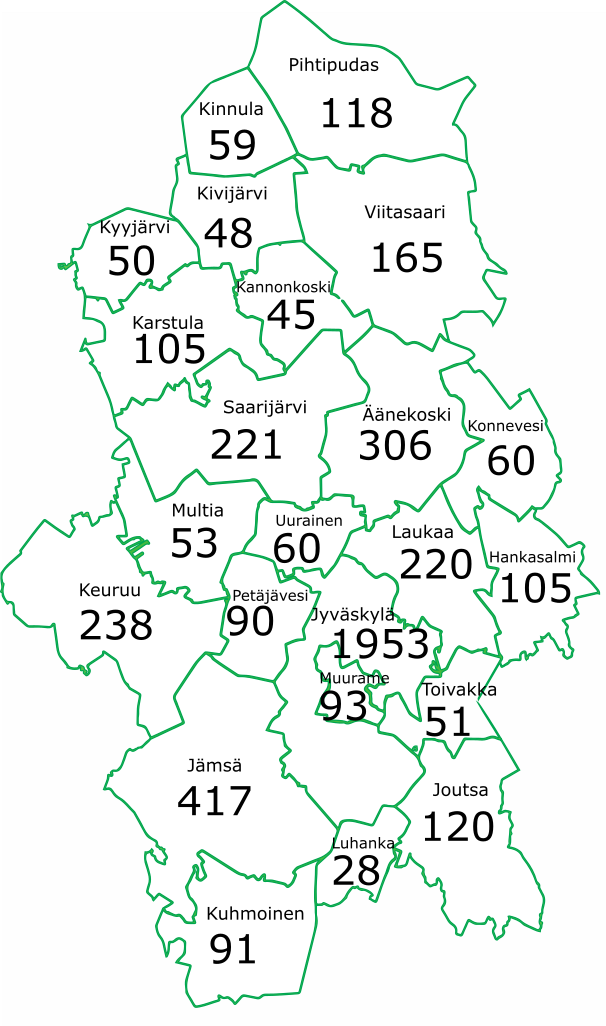 Pihtipudas
118
Kinnula
59
Kivijärvi
48
Viitasaari
165
Kyyjärvi
50
Kannonkoski
45
Karstula
105
Saarijärvi
221
Äänekoski
306
Konnevesi
60
Multia
53
Uurainen
60
Laukaa
220
Hankasalmi
105
Keuruu
238
Petäjävesi
90
Jyväskylä
1953
Muurame
93
Toivakka
51
Jämsä
417
Joutsa
120
Luhanka
28
Kuhmoinen
91